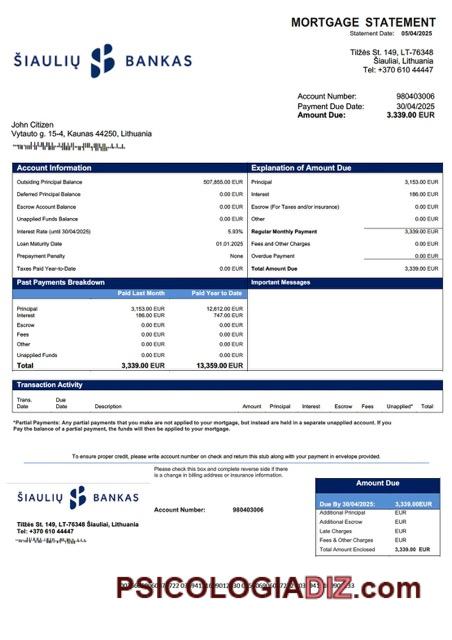 MORTGAGE STATEMENT
Statement Date: 05/04/2025
ŠIAULIŲ BANKAS
Tilžės St. 149, LT-76348
Šiauliai, Lithuania
Tel: +370 610 44447
Account Number: 980403006
Payment Due Date: 30/04/2025
Amount Due: 3,339.00 EUR
John Citizen
Vytauto g. 15-4, Kaunas 44250, Lithuania
Account Information
Outsiding Principal Balance 507,855.00 EUR
Deferred Principal Balance 0.00 EUR
Escrow Account Balance 0.00 EUR
Unapplied Funds Balance 0.00 EUR
Interest Rate (until 30/04/2025) 5.93%
Loan Maturity Date 01.01.2025
Prepayment Penalty None
Taxes Paid Year-to-Date 0.00 EUR
Explanation of Amount Due
Principal 3,153.00 EUR
Interest 186.00 EUR
Escrow (For Taxes and/or insurance) 0.00 EUR
Other 0.00 EUR
Regular Monthly Payment 3,339.00 EUR
Fees and Other Charges 0.00 EUR
Overdue Payment 0.00 EUR
Total Amount Due 3,339.00 EUR
Past Payments Breakdown
Paid Last Month Paid Year to Date
Principal 3,153.00 EUR 12,612.00 EUR
Interest 186.00 EUR 747.00 EUR
Escrow 0.00 EUR 0.00 EUR
Fees 0.00 EUR 0.00 EUR
Other 0.00 EUR 0.00 EUR
Unapplied Funds 0.00 EUR 0.00 EUR
Total 3,339.00 EUR 13,359.00 EUR
Important Messages
Transaction Activity
Trans. Date Due Date Description Amount Principal Interest Escrow Fees Unapplied* Total
*Partial Payments: Any partial payments that you make are not applied to your mortgage, but instead are held in a separate unapplied account. If you
Pay the balance of a partial payment, the funds will then be applied to your mortgage.
To ensure proper credit, please write account number on check and return this stub along with your payment in envelope provided.
Please check this box and complete reverse side if there
is a change in billing address or insurance information.
ŠIAULIŲ BANKAS
Tilžės St. 149, LT-76348 Šiauliai, Lithuania
Tel: +370 610 44447
Account Number: 980403006
Amount Due
Due By 30/04/2025: 3,339.00EUR
Additional Principal EUR
Additional Escrow EUR
Late Charges EUR
Fees & Other Charges EUR
Total Amount Enclosed 3,339.00 EUR
PSICOLOGIADIZ.com